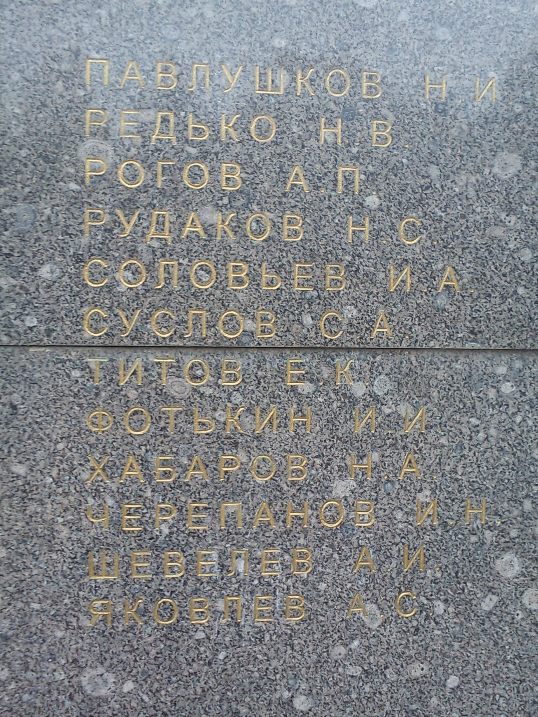 ПАВЛУШКОВ Н.И.
РЕДЬКО Н.В.
РОГОВ А.П.
РУДАКОВ Н.С.
СОЛОВЬЕВ И.А.
СУСЛОВ С.А.
ТИТОВ Е.К.
ФОТЬКИН И.И.
ХАБАРОВ Н.А.
ЧЕРЕПАНОВ И.Н.
ШЕВЕЛЕВ А.И.
ЯКОВЛЕВ А.С.